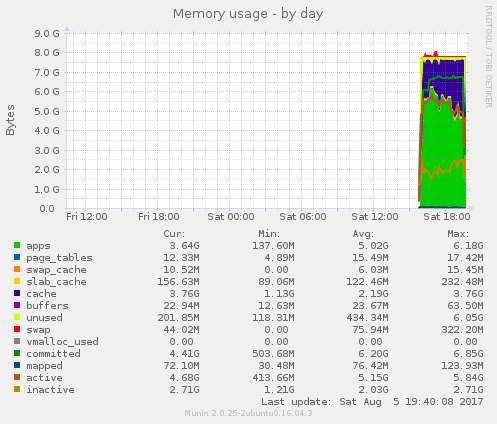 Memory usage - by day
RRDTOOL / TOBI OETIKER
Bytes
9.0 G
8.0 G
7.0 G
6.0 G
5.0 G
4.0 G
3.0 G
2.0 G
1.0 G
0.0
Fri 12:00 Fri 18:00 Sat 00:00 Sat 06:00 Sat 12:00 Sat 18:00
Cur: Min: Avg: Max:
apps 3.64G 137.60M 5.02G 6.18G
page_tables 12.33M 4.89M 15.49M 17.42M
swap_cache 10.52M 0.00 6.03M 15.45M
slab_cache 156.63M 89.06M 122.46M 232.48M
cache 3.76G 1.13G 2.19G 3.76G
buffers 22.94M 12.63M 23.67M 63.50M
unused 201.85M 118.31M 434.34M 6.05G
swap 44.02M 0.00 75.94M 322.20M
vmalloc_used 0.00 0.00 0.00 0.00
committed 4.41G 503.68M 6.20G 6.85G
mapped 72.10M 30.48M 76.42M 123.93M
active 4.68G 413.66M 5.15G 5.84G
inactive 2.71G 1.21G 2.03G 2.71G
Last update: Sat Aug 5 19:40:08 2017
Munin 2.0.25-2ubuntu0.16.04.3